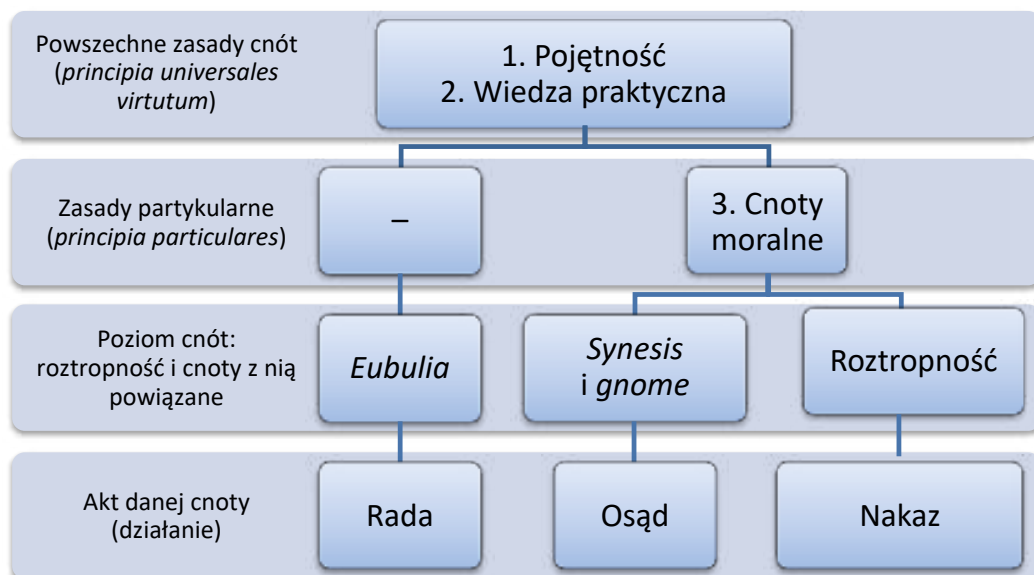 Powszechne zasady cnót
(principia universales
virtutum)
1. Pojętność
2. Wiedza praktyczna
Zasady partykularne
(principia particulares)
–
3. Cnoty
moralne
Poziom cnót:
roztropność i cnoty z nią
powiązane
Eubulia
Synesis
i gnome
Roztropność
Akt danej cnoty
(działanie)
Rada
Osąd
Nakaz